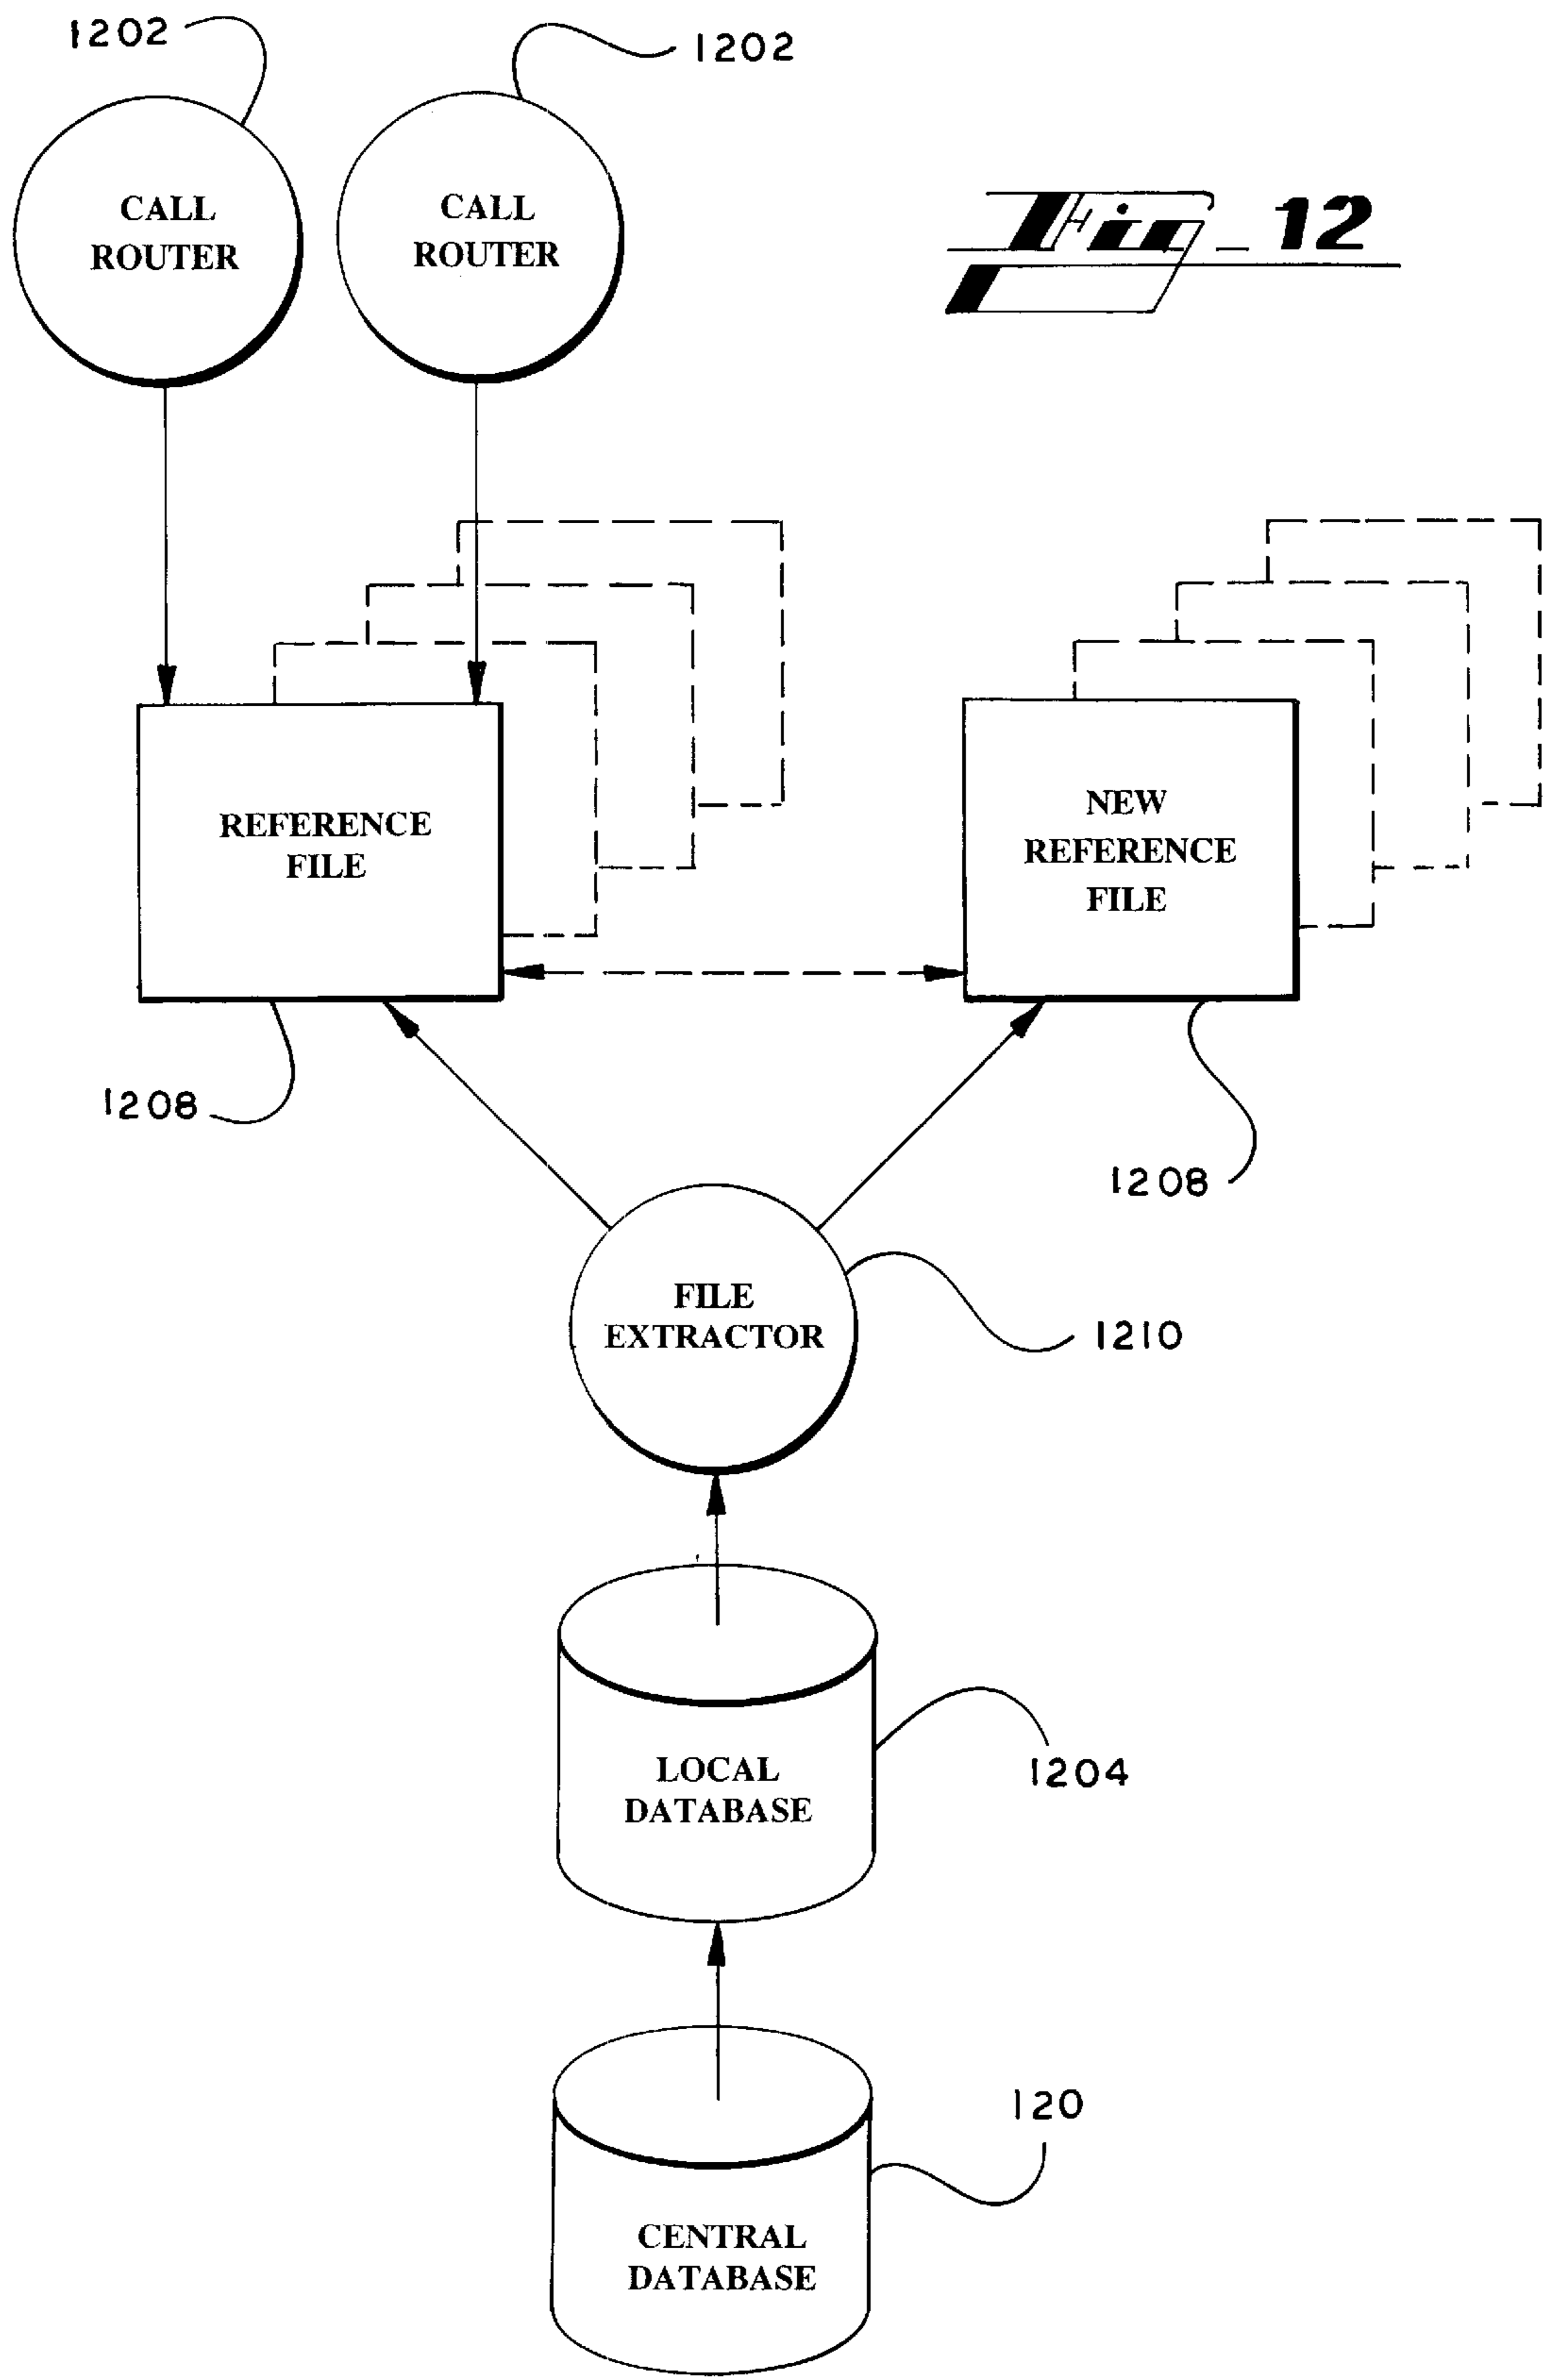 1202
1202
CALL
ROUTER
CALL
ROUTER
Fig_12
REFERENCE
FILE
NEW
REFERENCE
FILE
1208
1208
FILE
EXTRACTOR
1210
LOCAL
DATABASE
1204
120
CENTRAL
DATABASE